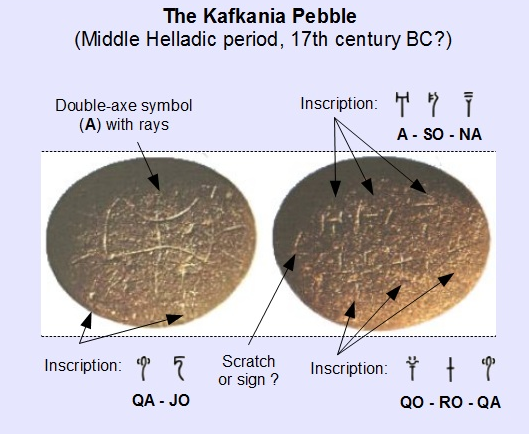 The Kafkania Pebble
(Middle Helladic period, 17th century BC?)
Double-axe symbol
(A) with rays
Inscription: 𐀀 𐀰 𐀙
A - SO - NA
Inscription: 𐀣 𐀍
QA - JO
Scratch
or sign ?
Inscription: 𐀦 𐀫 𐀣
QO - RO - QA